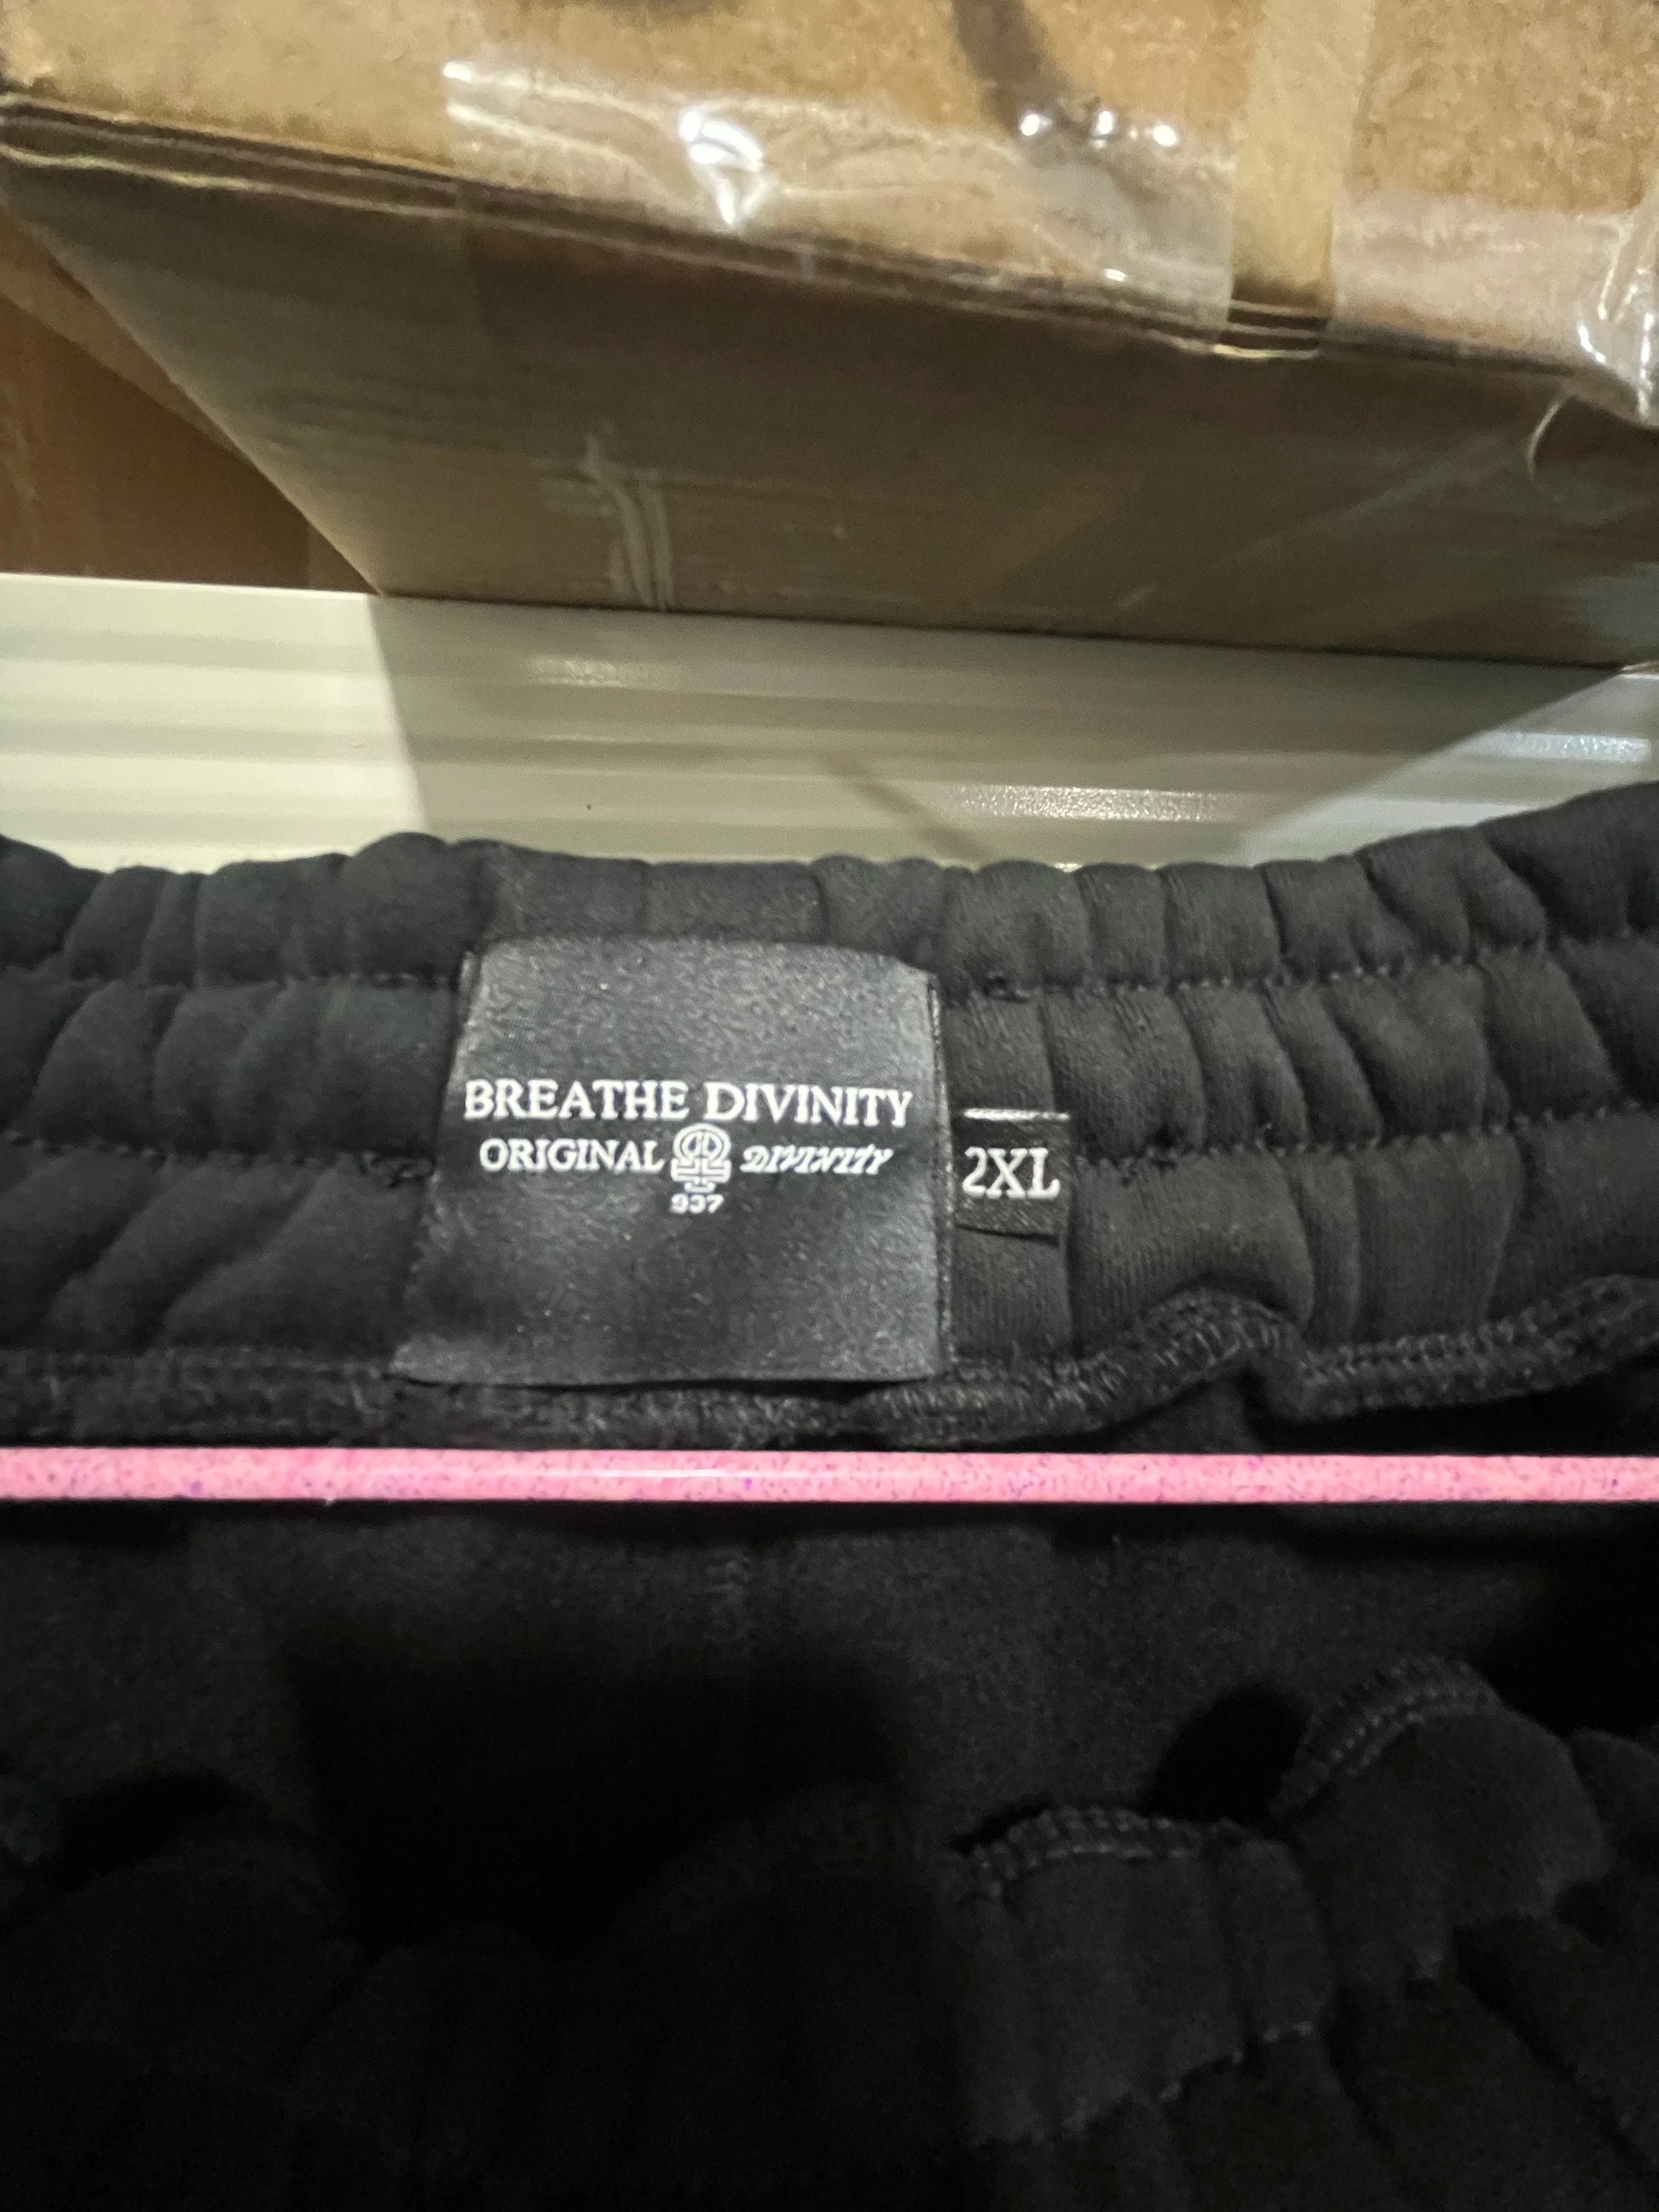 BREATHE DIVINITY
ORIGINAL DIVINITY
937
2XL